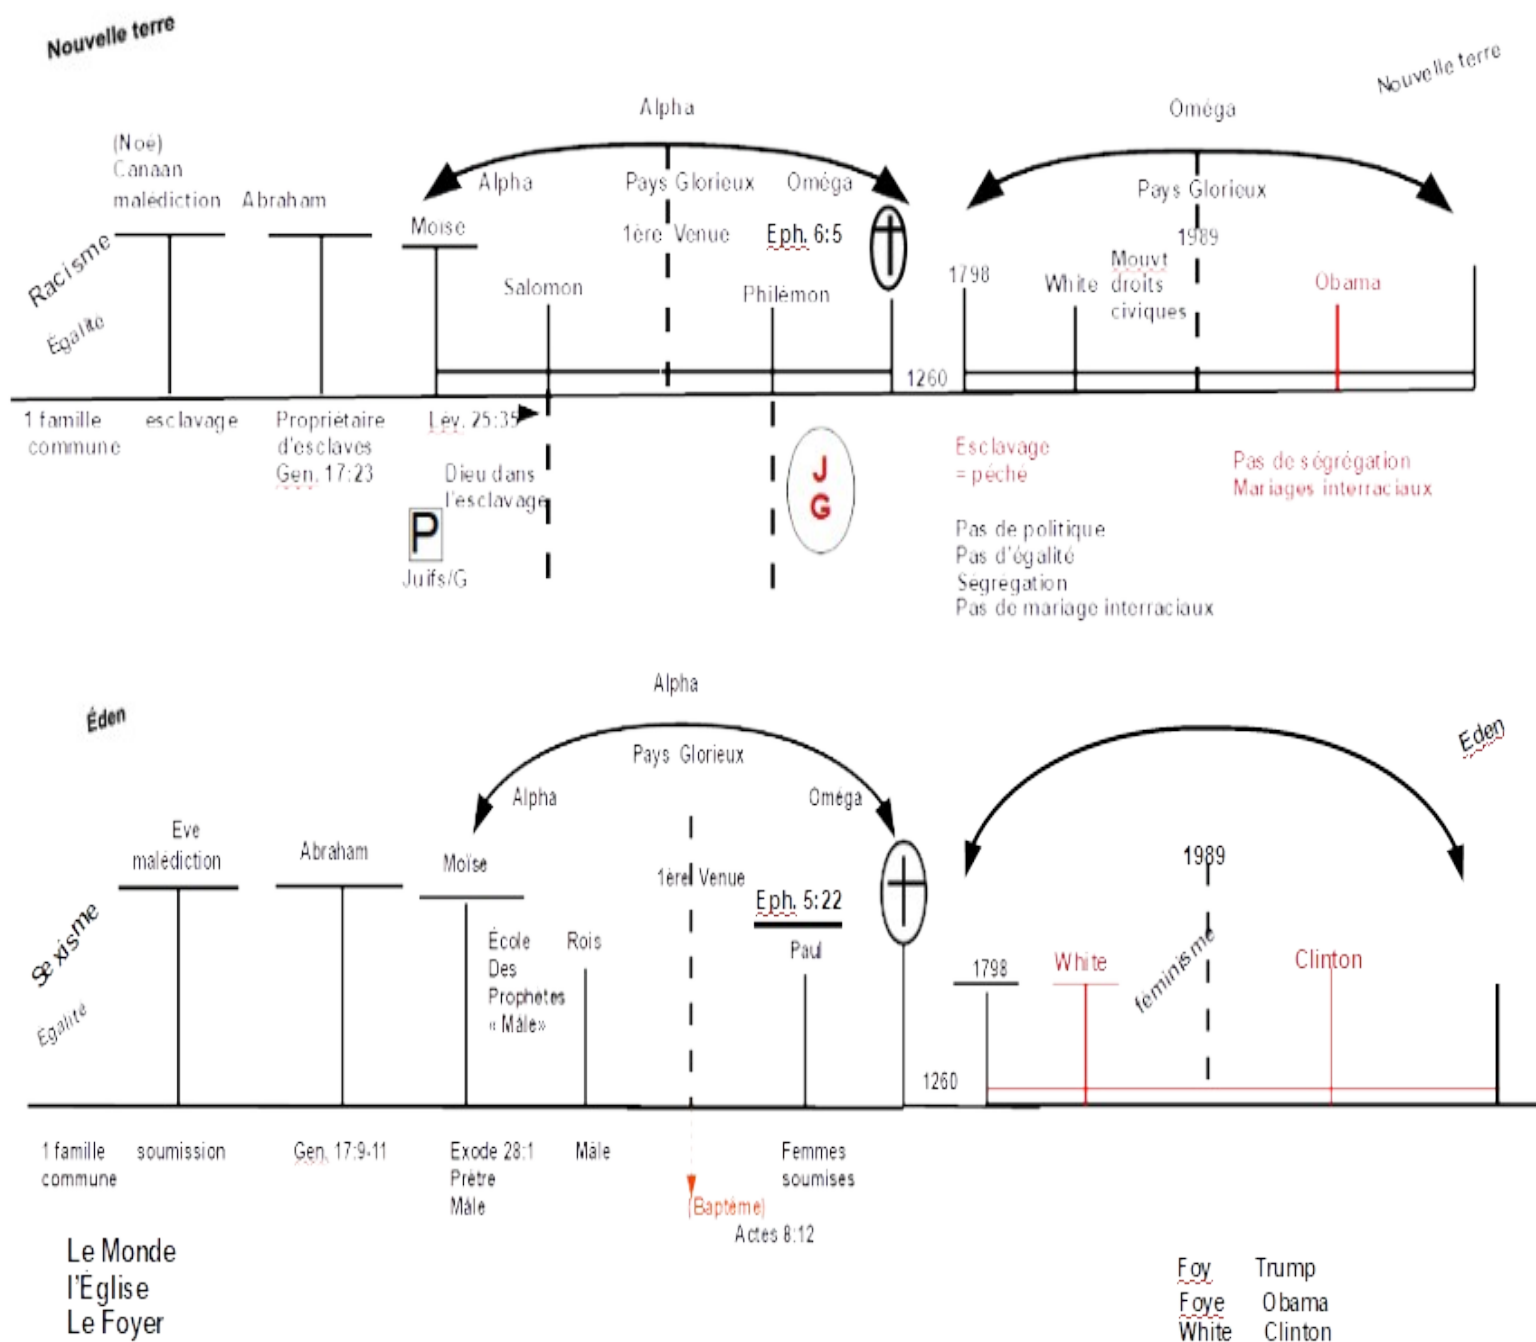 Nouvelle terre
Nouvelle terre
Alpha
Oméga
(Noé)
Canaan
malédiction
Abraham
Moïse
Alpha
Pays Glorieux
Oméga
1ère Venue
Eph. 6:5
Salomon
Philémon
Racisme
Égalité
1798
White
Pays Glorieux
1989
Mouvt
droits
civiques
Obama
1260
1 famille
commune
esclavage
Propriétaire
d'esclaves
Gen. 17:23
Lév. 25:35
Dieu dans
l'esclavage
P
Juifs/G
J
G
Esclavage
= péché
Pas de politique
Pas d'égalité
Ségrégation
Pas de mariage interraciaux
Pas de ségrégation
Mariages interraciaux
Éden
Eden
Alpha
Pays Glorieux
Alpha
Oméga
Eve
malédiction
Abraham
Moïse
1ère Venue
Eph. 5:22
Paul
École
Des
Prophètes
« Mâle»
Rois
Sexisme
Egalité
1798
White
1989
féminisme
Clinton
1260
1 famille
commune
soumission
Gen. 17:9-11
Exode 28:1
Prêtre
Mâle
Mâle
(Baptême)
Actes 8:12
Femmes
soumises
Le Monde
l'Église
Le Foyer
Foy Trump
Foye Obama
White Clinton